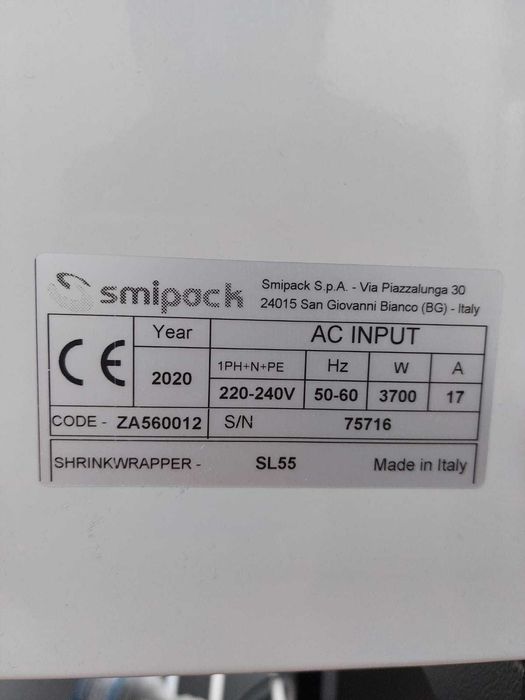 smipack
Smipack S.p.A. - Via Piazzalunga 30
24015 San Giovanni Bianco (BG) - Italy
CE
Year
AC INPUT
2020
1PH+N+PE
Hz
W
A
220-240V
50-60
3700
17
CODE - ZA560012
S/N
75716
SHRINKWRAPPER - SL55
Made in Italy